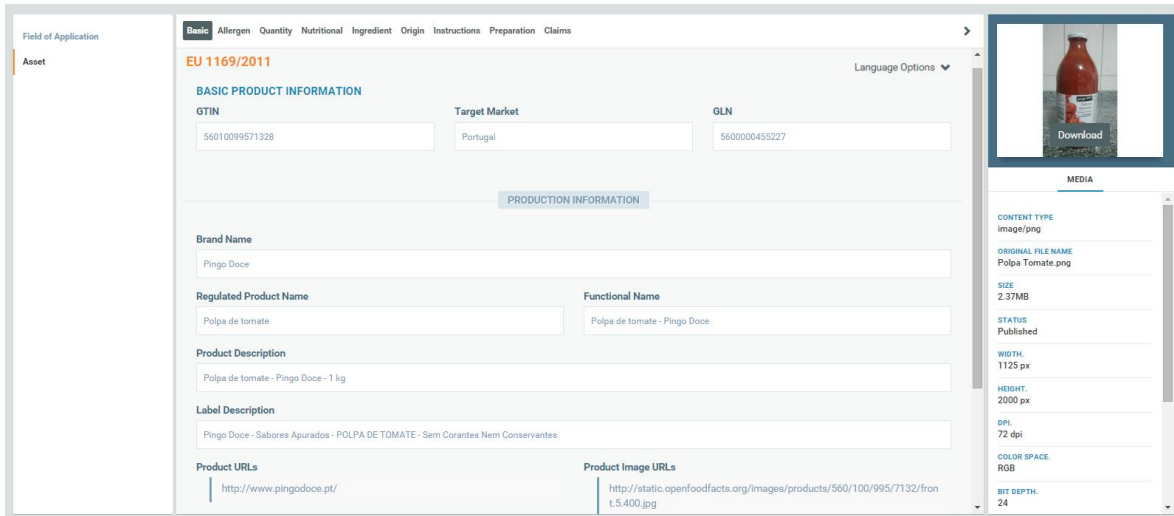 Field of Application
Asset
Basic Allergen Quantity Nutritional Ingredient Origin Instructions Preparation Claims
EU 1169/2011
Language Options
BASIC PRODUCT INFORMATION
GTIN Target Market GLN
56010099571328 Portugal 5600000455227
PRODUCTION INFORMATION
Brand Name
Pingo Doce
Regulated Product Name Functional Name
Polpa de tomate Polpa de tomate - Pingo Doce
Product Description
Polpa de tomate - Pingo Doce - 1 kg
Label Description
Pingo Doce - Sabores Apurados - POLPA DE TOMATE - Sem Corantes Nem Conservantes
Product URLs Product Image URLs
http://www.pingodoce.pt/ http://static.openfoodfacts.org/images/products/560/100/995/7132/fron
t.5.400.jpg
Download
MEDIA
CONTENT TYPE
image/png
ORIGINAL FILE NAME
Polpa Tomate.png
SIZE
2.37MB
STATUS
Published
WIDTH.
1125 px
HEIGHT.
2000 px
DPI.
72 dpi
COLOR SPACE.
RGB
BIT DEPTH.
24